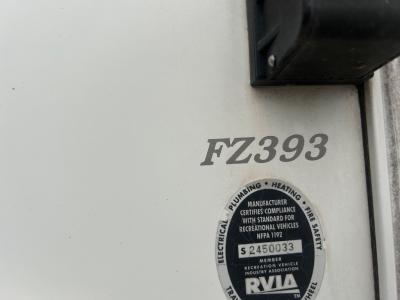 FZ393
ELECTRICAL • PLUMBING • HEATING • FIRE SAFETY
MANUFACTURER
CERTIFIES COMPLIANCE
WITH STANDARD FOR
RECREATIONAL VEHICLES
NFPA 1192
S 2450033
MEMBER
RECREATION VEHICLE
INDUSTRY ASSOCIATION
RVIA TM